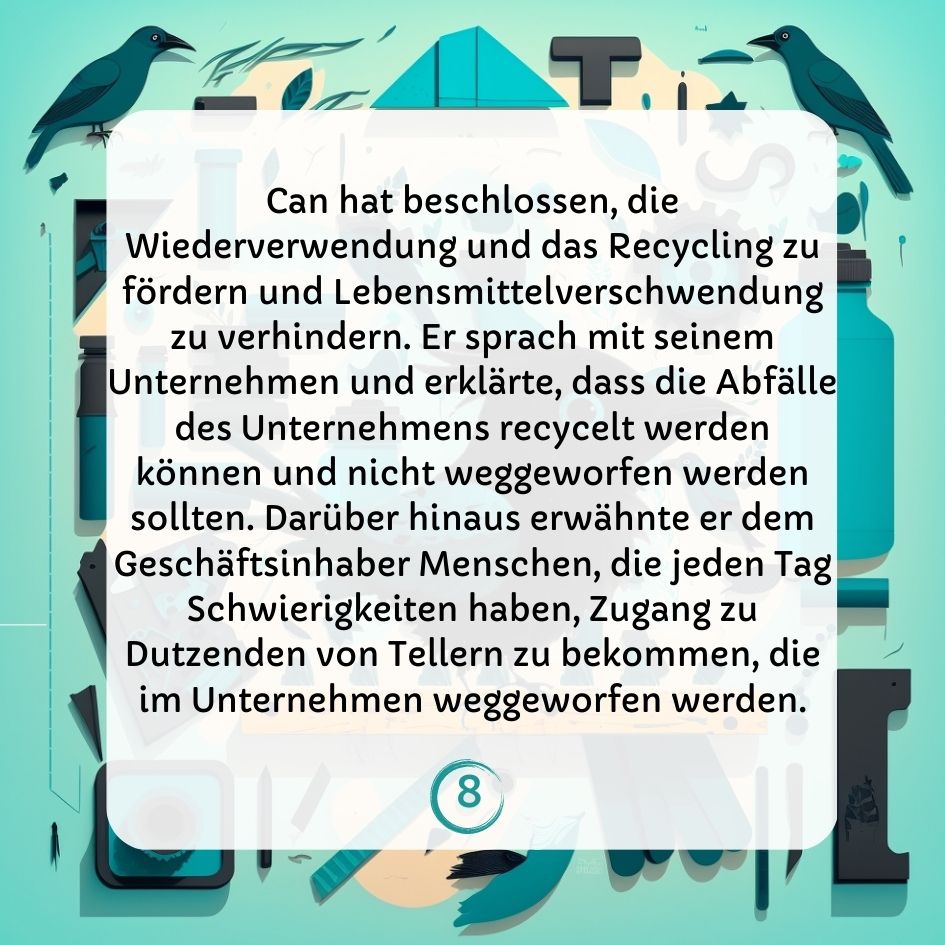 Can hat beschlossen, die
Wiederverwendung und das Recycling zu
fördern und Lebensmittelverschwendung
zu verhindern. Er sprach mit seinem
Unternehmen und erklärte, dass die Abfälle
des Unternehmens recycelt werden
können und nicht weggeworfen werden
sollten. Darüber hinaus erwähnte er dem
Geschäftsinhaber Menschen, die jeden Tag
Schwierigkeiten haben, Zugang zu
Dutzenden von Tellern zu bekommen, die
im Unternehmen weggeworfen werden.
8